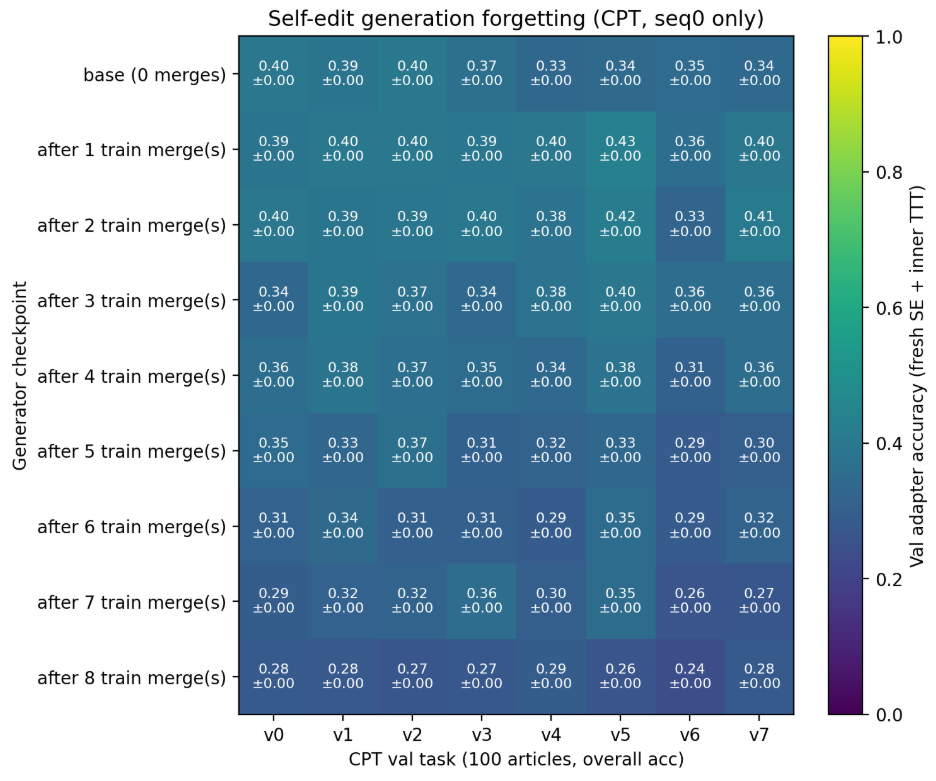 Self-edit generation forgetting (CPT, seq0 only)
base (0 merges)
0.40 0.39 0.40 0.37 0.33 0.34 0.35 0.34
±0.00 ±0.00 ±0.00 ±0.00 ±0.00 ±0.00 ±0.00 ±0.00
after 1 train merge(s)
0.39 0.40 0.40 0.39 0.40 0.43 0.36 0.40
±0.00 ±0.00 ±0.00 ±0.00 ±0.00 ±0.00 ±0.00 ±0.00
after 2 train merge(s)
0.40 0.39 0.39 0.40 0.38 0.42 0.33 0.41
±0.00 ±0.00 ±0.00 ±0.00 ±0.00 ±0.00 ±0.00 ±0.00
after 3 train merge(s)
0.34 0.39 0.37 0.34 0.38 0.40 0.36 0.36
±0.00 ±0.00 ±0.00 ±0.00 ±0.00 ±0.00 ±0.00 ±0.00
after 4 train merge(s)
0.36 0.38 0.37 0.35 0.34 0.38 0.31 0.36
±0.00 ±0.00 ±0.00 ±0.00 ±0.00 ±0.00 ±0.00 ±0.00
after 5 train merge(s)
0.35 0.33 0.37 0.31 0.32 0.33 0.29 0.30
±0.00 ±0.00 ±0.00 ±0.00 ±0.00 ±0.00 ±0.00 ±0.00
after 6 train merge(s)
0.31 0.34 0.31 0.31 0.29 0.35 0.29 0.32
±0.00 ±0.00 ±0.00 ±0.00 ±0.00 ±0.00 ±0.00 ±0.00
after 7 train merge(s)
0.29 0.32 0.32 0.36 0.30 0.35 0.26 0.27
±0.00 ±0.00 ±0.00 ±0.00 ±0.00 ±0.00 ±0.00 ±0.00
after 8 train merge(s)
0.28 0.28 0.27 0.27 0.29 0.26 0.24 0.28
±0.00 ±0.00 ±0.00 ±0.00 ±0.00 ±0.00 ±0.00 ±0.00
v0 v1 v2 v3 v4 v5 v6 v7
CPT val task (100 articles, overall acc)
Generator checkpoint
1.0
0.8
0.6
0.4
0.2
0.0
Val adapter accuracy (fresh SE + inner TTT)